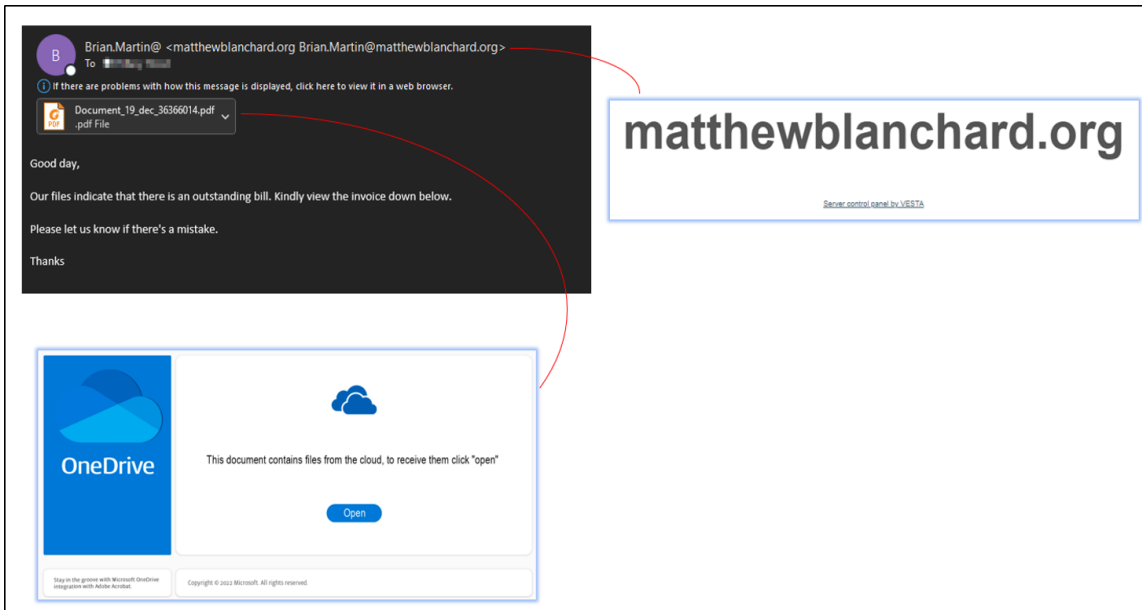 B
Brian.Martin@ <matthewblanchard.org Brian.Martin@matthewblanchard.org>
To
If there are problems with how this message is displayed, click here to view it in a web browser.
Document_19_dec_36366014.pdf
.pdf File
PDF
Good day,
Our files indicate that there is an outstanding bill. Kindly view the invoice down below.
Please let us know if there's a mistake.
Thanks
matthewblanchard.org
Server control panel by VESTA
OneDrive
This document contains files from the cloud, to receive them click "open"
Open
Stay in the groove with Microsoft OneDrive
integration with Adobe Acrobat.
Copyright © 2022 Microsoft. All rights reserved.